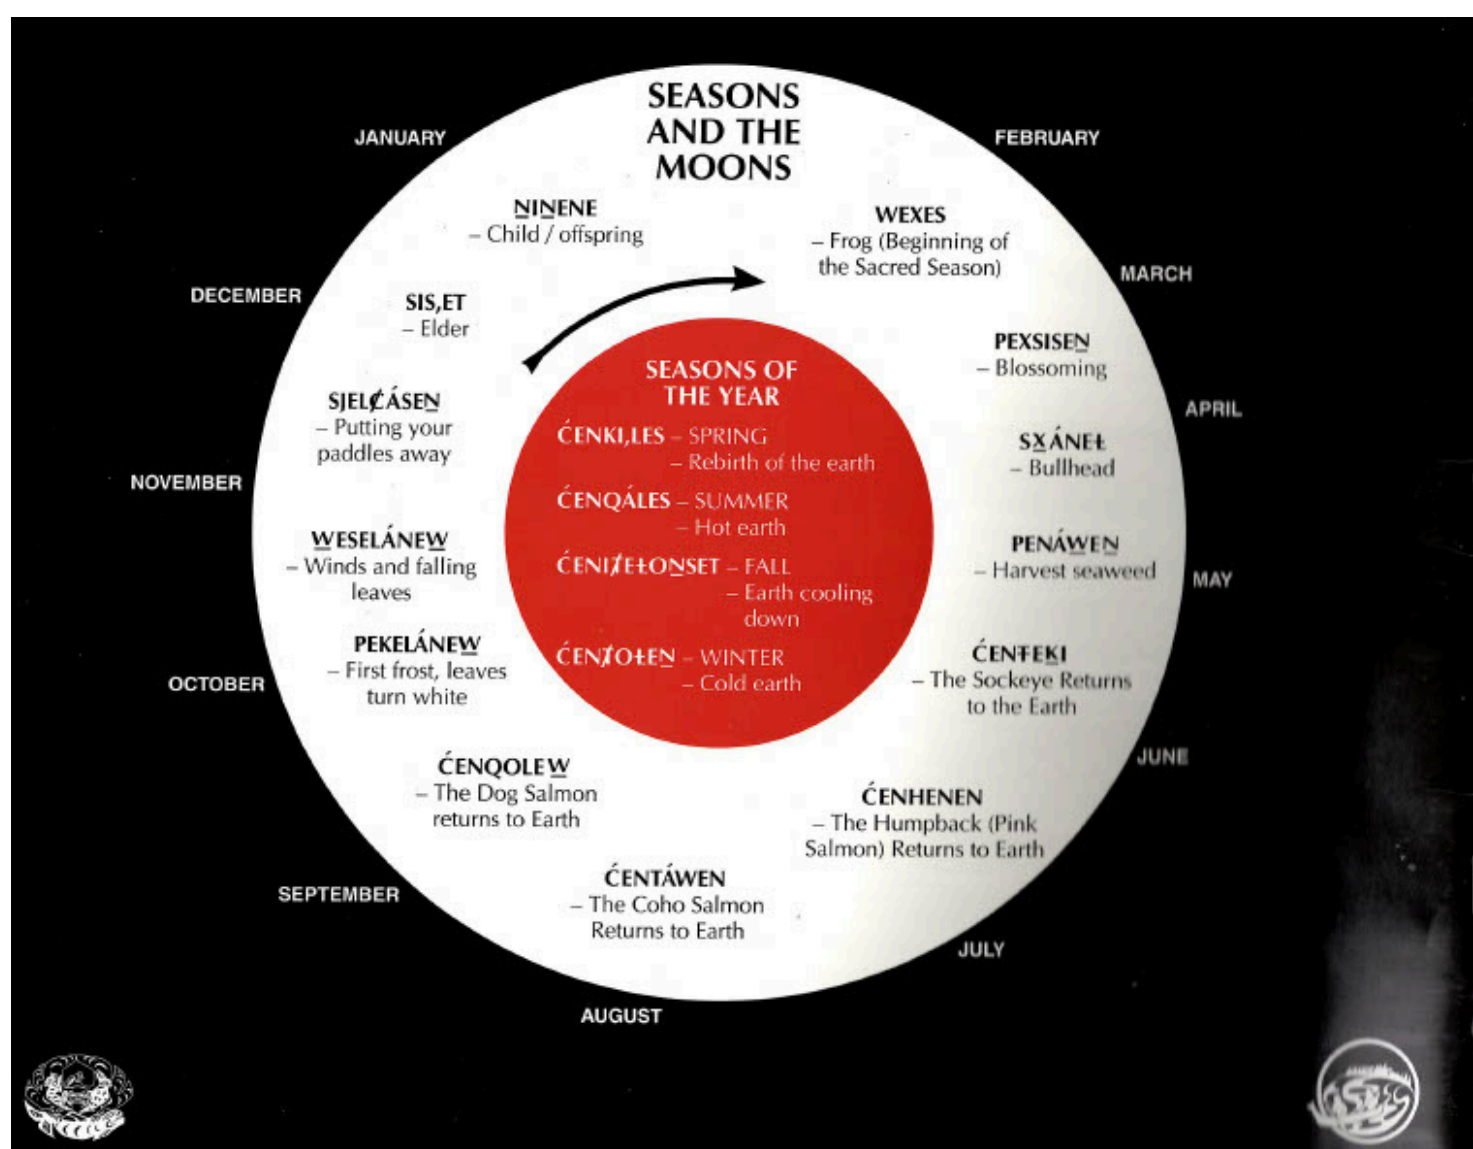 SEASONS
AND THE
MOONS
JANUARY
ṈIṈENE
– Child / offspring
FEBRUARY
WEXES
– Frog (Beginning of
the Sacred Season)
MARCH
PEXSISEṈ
– Blossoming
APRIL
SX̱ÁNEȽ
– Bullhead
PENÁW̱EṈ
– Harvest seaweed
MAY
ĆENŦEḴI
– The Sockeye Returns
to the Earth
JUNE
ĆENHENEN
– The Humpback (Pink
Salmon) Returns to Earth
JULY
ĆENTÁWEN
– The Coho Salmon
Returns to Earth
AUGUST
ĆENQOLEW̱
– The Dog Salmon
returns to Earth
SEPTEMBER
PEKELÁNEW̱
– First frost, leaves
turn white
OCTOBER
W̱ESELÁNEW̱
– Winds and falling
leaves
NOVEMBER
SJELȻÁSEṈ
– Putting your
paddles away
DECEMBER
SIS,ET
– Elder
SEASONS OF
THE YEAR
ĆENKI,LES – SPRING
– Rebirth of the earth
ĆENQÁLES – SUMMER
– Hot earth
ĆENIȾEȽOṈSET – FALL
– Earth cooling
down
ĆENȾOȽEṈ – WINTER
– Cold earth